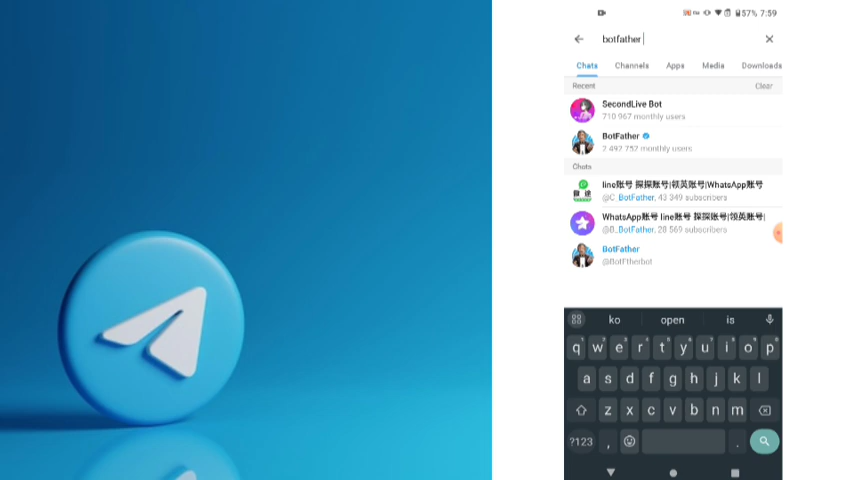 57% 7:59
botfather
Chats Channels Apps Media Downloads
Recent Clear
SecondLive Bot
710 967 monthly users
BotFather
2 492 752 monthly users
Chats
line账号 探探账号|领英账号|WhatsApp账号
@C_BotFather, 43 349 subscribers
WhatsApp账号 line账号 探探账号|领英账号|
@B_BotFather, 28 569 subscribers
BotFather
ko open is
q w e r t y u i o p
a s d f g h j k l
z x c v b n m
?123 , .